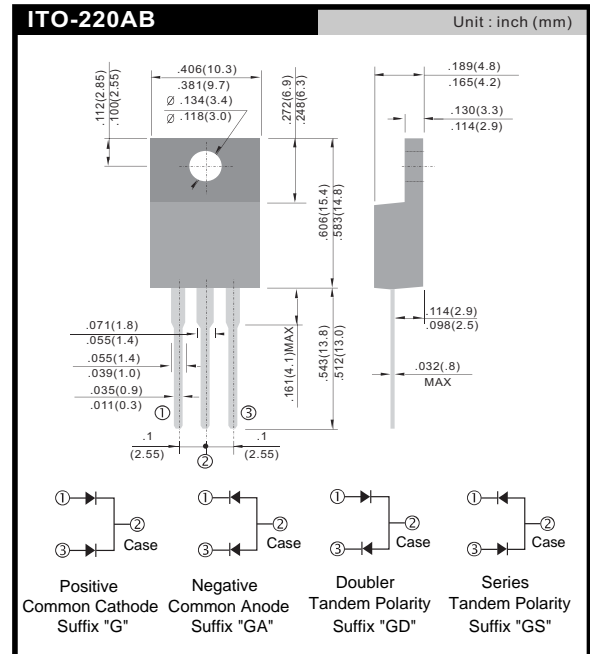 ITO-220AB
Unit : inch (mm)
.406(10.3)
.381(9.7)
Ø .134(3.4)
Ø .118(3.0)
.112(2.85)
.100(2.55)
.272(6.9)
.248(6.3)
.189(4.8)
.165(4.2)
.130(3.3)
.114(2.9)
.606(15.4)
.583(14.8)
.071(1.8)
.055(1.4)
.055(1.4)
.039(1.0)
.035(0.9)
.011(0.3)
.161(4.1)MAX
.543(13.8)
.512(13.0)
.114(2.9)
.098(2.5)
.032(.8)
MAX
① ③
.1
(2.55)
②
.1
(2.55)
① ① ① ①
② ② ② ②
Case Case Case Case
③ ③ ③ ③
Positive Negative Doubler Series
Common Cathode Common Anode Tandem Polarity Tandem Polarity
Suffix "G" Suffix "GA" Suffix "GD" Suffix "GS"